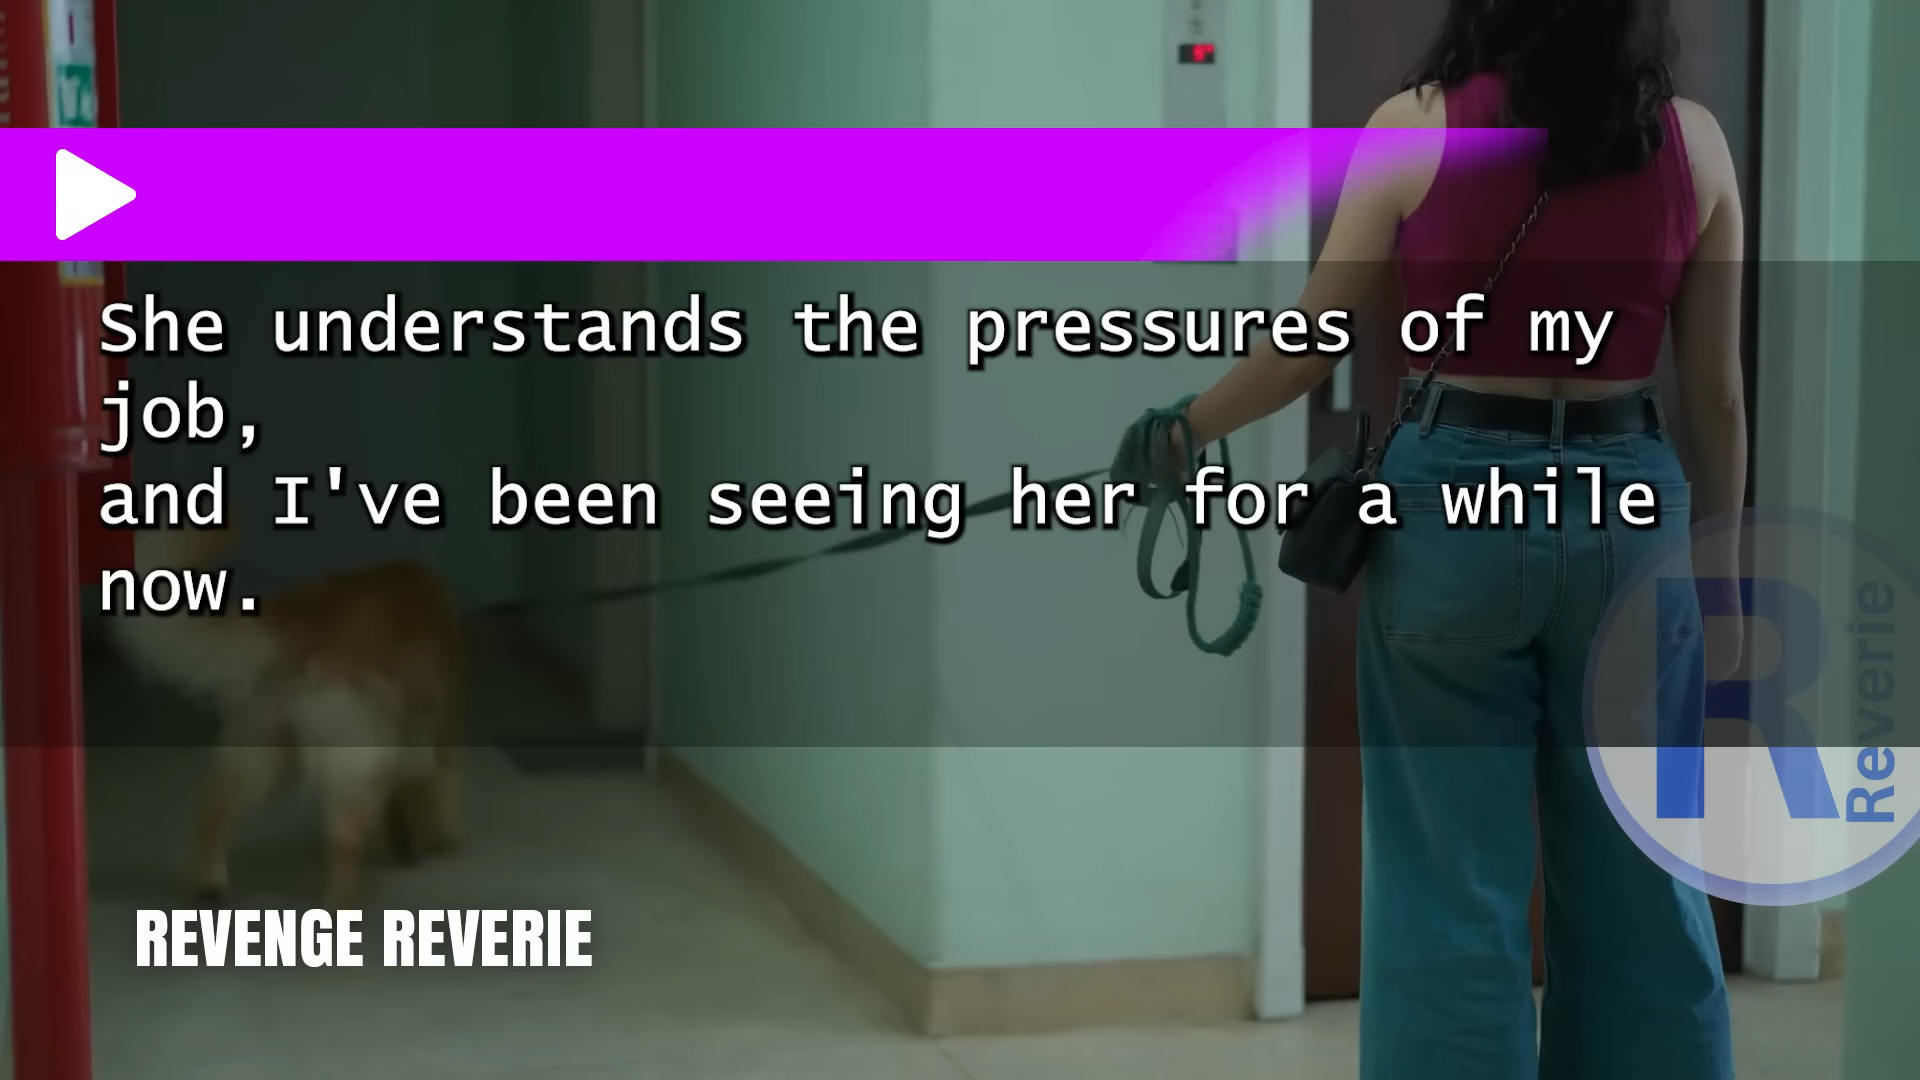 She understands the pressures of my
job,
and I've been seeing her for a while
now.
Reverie
R
REVENGE REVERIE